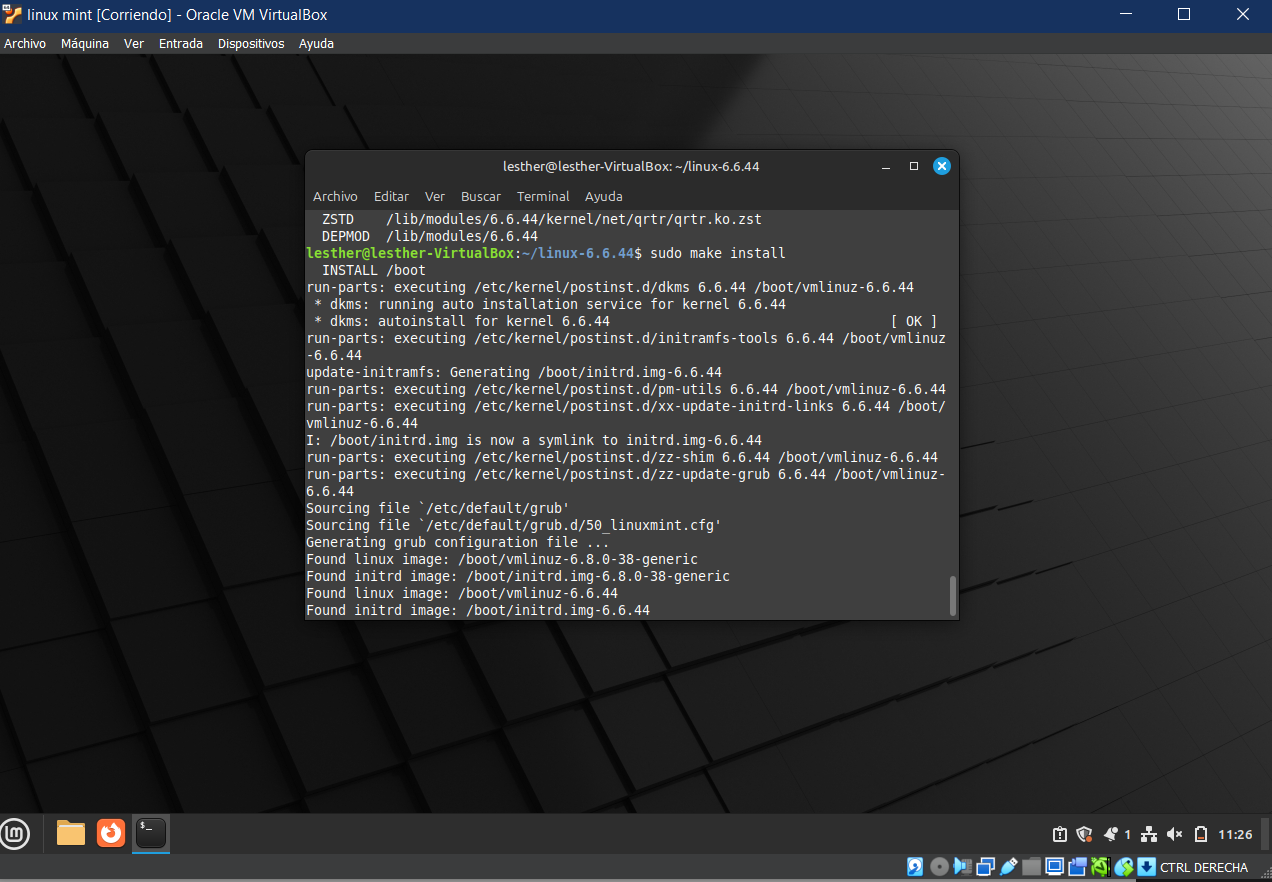 linux mint [Corriendo] - Oracle VM VirtualBox
Archivo Máquina Ver Entrada Dispositivos Ayuda
lesther@lesther-VirtualBox: ~/linux-6.6.44
Archivo Editar Ver Buscar Terminal Ayuda
  ZSTD    /lib/modules/6.6.44/kernel/net/qrtr/qrtr.ko.zst
  DEPMOD  /lib/modules/6.6.44
lesther@lesther-VirtualBox:~/linux-6.6.44$ sudo make install
  INSTALL /boot
run-parts: executing /etc/kernel/postinst.d/dkms 6.6.44 /boot/vmlinuz-6.6.44
 * dkms: running auto installation service for kernel 6.6.44
 * dkms: autoinstall for kernel 6.6.44                                   [ OK ]
run-parts: executing /etc/kernel/postinst.d/initramfs-tools 6.6.44 /boot/vmlinuz
-6.6.44
update-initramfs: Generating /boot/initrd.img-6.6.44
run-parts: executing /etc/kernel/postinst.d/pm-utils 6.6.44 /boot/vmlinuz-6.6.44
run-parts: executing /etc/kernel/postinst.d/xx-update-initrd-links 6.6.44 /boot/
vmlinuz-6.6.44
I: /boot/initrd.img is now a symlink to initrd.img-6.6.44
run-parts: executing /etc/kernel/postinst.d/zz-shim 6.6.44 /boot/vmlinuz-6.6.44
run-parts: executing /etc/kernel/postinst.d/zz-update-grub 6.6.44 /boot/vmlinuz-
6.6.44
Sourcing file `/etc/default/grub'
Sourcing file `/etc/default/grub.d/50_linuxmint.cfg'
Generating grub configuration file ...
Found linux image: /boot/vmlinuz-6.8.0-38-generic
Found initrd image: /boot/initrd.img-6.8.0-38-generic
Found linux image: /boot/vmlinuz-6.6.44
Found initrd image: /boot/initrd.img-6.6.44
1 11:26
CTRL DERECHA